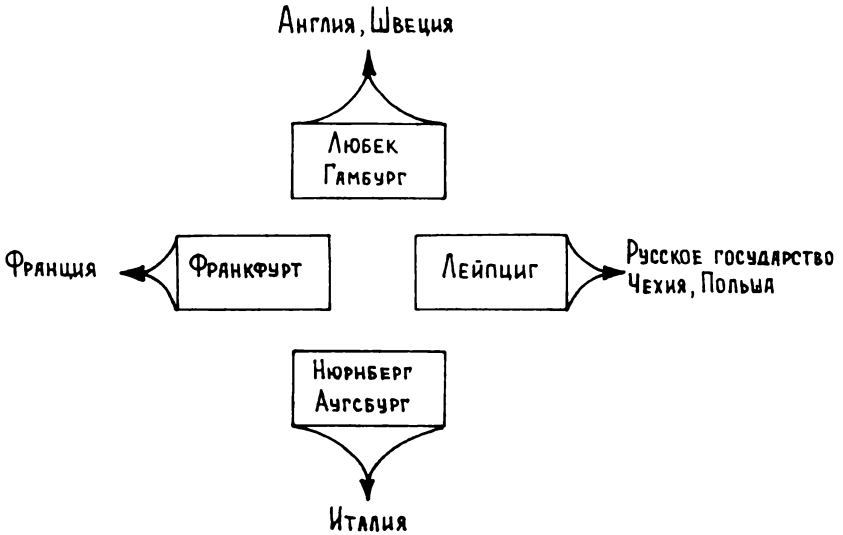 Англия, Швеция
Любек
Гамбург
Франция
Франкфурт
Лейпциг
Русское государство
Чехия, Польша
Нюрнберг
Аугсбург
Италия